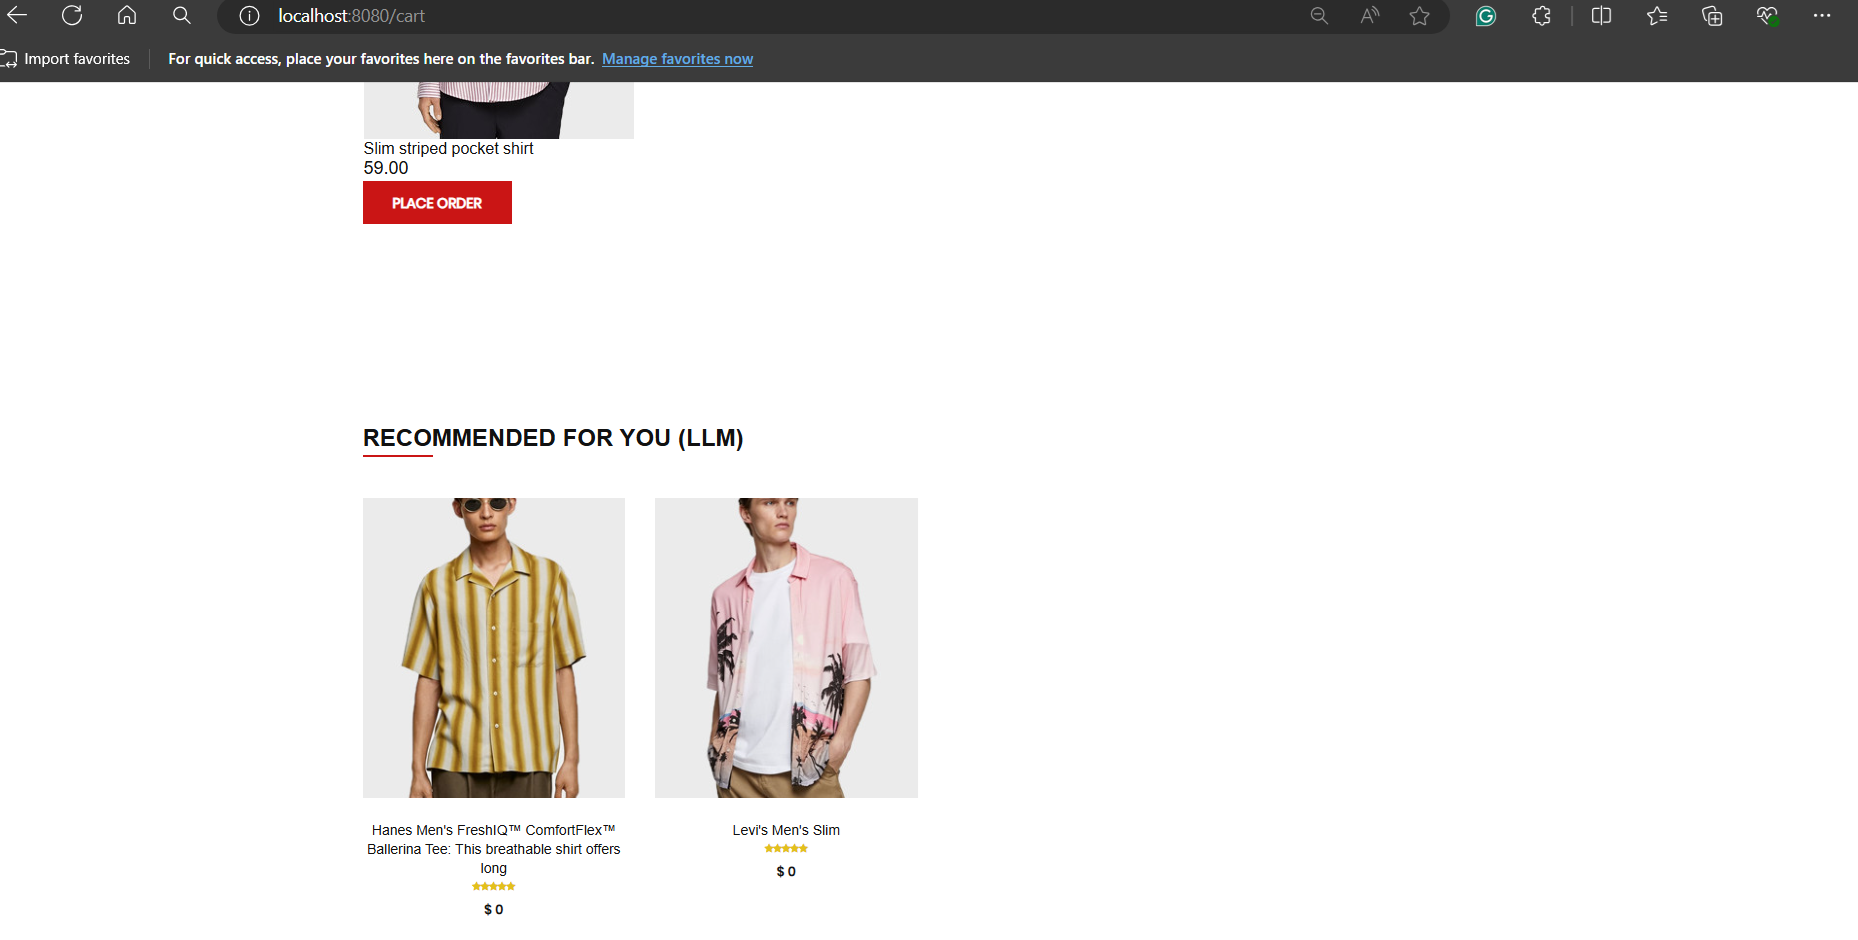 localhost:8080/cart
Import favorites
For quick access, place your favorites here on the favorites bar. Manage favorites now
Slim striped pocket shirt
59.00
PLACE ORDER
RECOMMENDED FOR YOU (LLM)
Hanes Men's FreshIQ™ ComfortFlex™
Ballerina Tee: This breathable shirt offers
long
$ 0
Levi's Men's Slim
$ 0